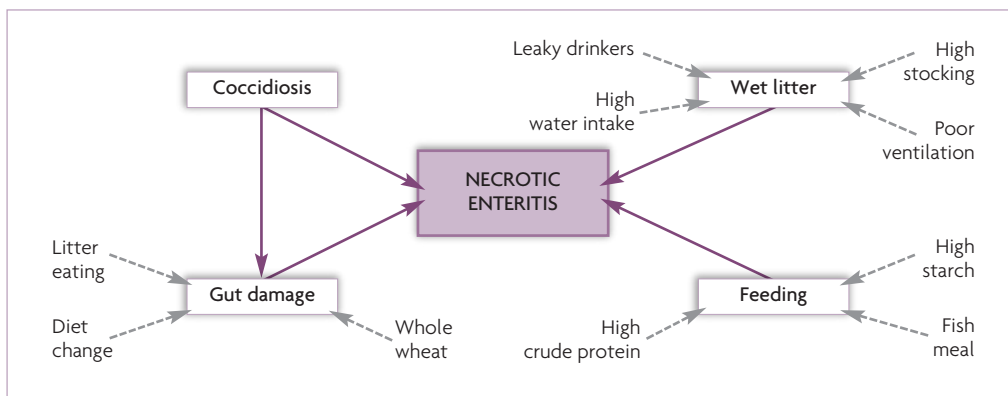 Coccidiosis
Leaky drinkers
High
water intake
Wet litter
High
stocking
Poor
ventilation
NECROTIC
ENTERITIS
Litter
eating
Diet
change
Gut damage
Whole
wheat
High
crude protein
Feeding
High
starch
Fish
meal